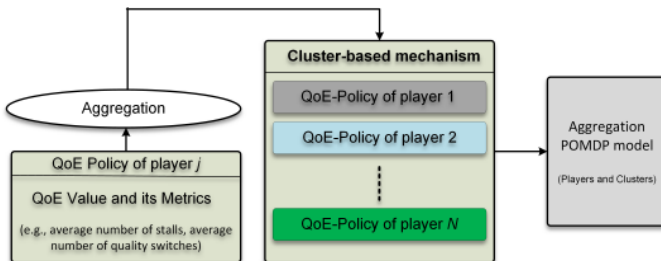 Aggregation
QoE Policy of player j
QoE Value and its Metrics
(e.g., average number of stalls, average
number of quality switches)
Cluster-based mechanism
QoE-Policy of player 1
QoE-Policy of player 2
QoE-Policy of player N
Aggregation
POMDP model
(Players and Clusters)